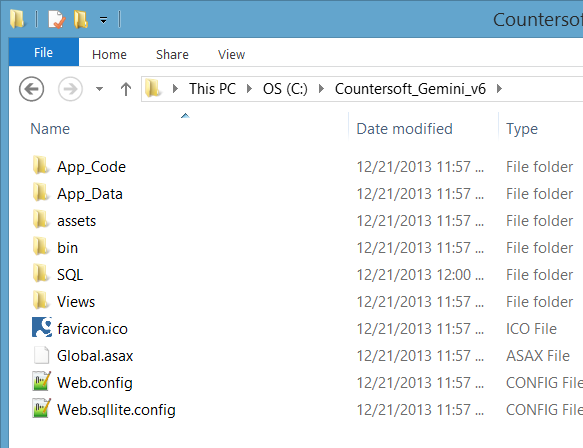 Countersoft
File Home Share View
This PC OS (C:) Countersoft_Gemini_v6
Name Date modified Type
App_Code 12/21/2013 11:57 ... File folder
App_Data 12/21/2013 11:57 ... File folder
assets 12/21/2013 11:57 ... File folder
bin 12/21/2013 11:57 ... File folder
SQL 12/21/2013 12:00 ... File folder
Views 12/21/2013 11:57 ... File folder
favicon.ico 12/21/2013 11:57 ... ICO File
Global.asax 12/21/2013 11:57 ... ASAX File
Web.config 12/21/2013 11:57 ... CONFIG File
Web.sqllite.config 12/21/2013 11:57 ... CONFIG File